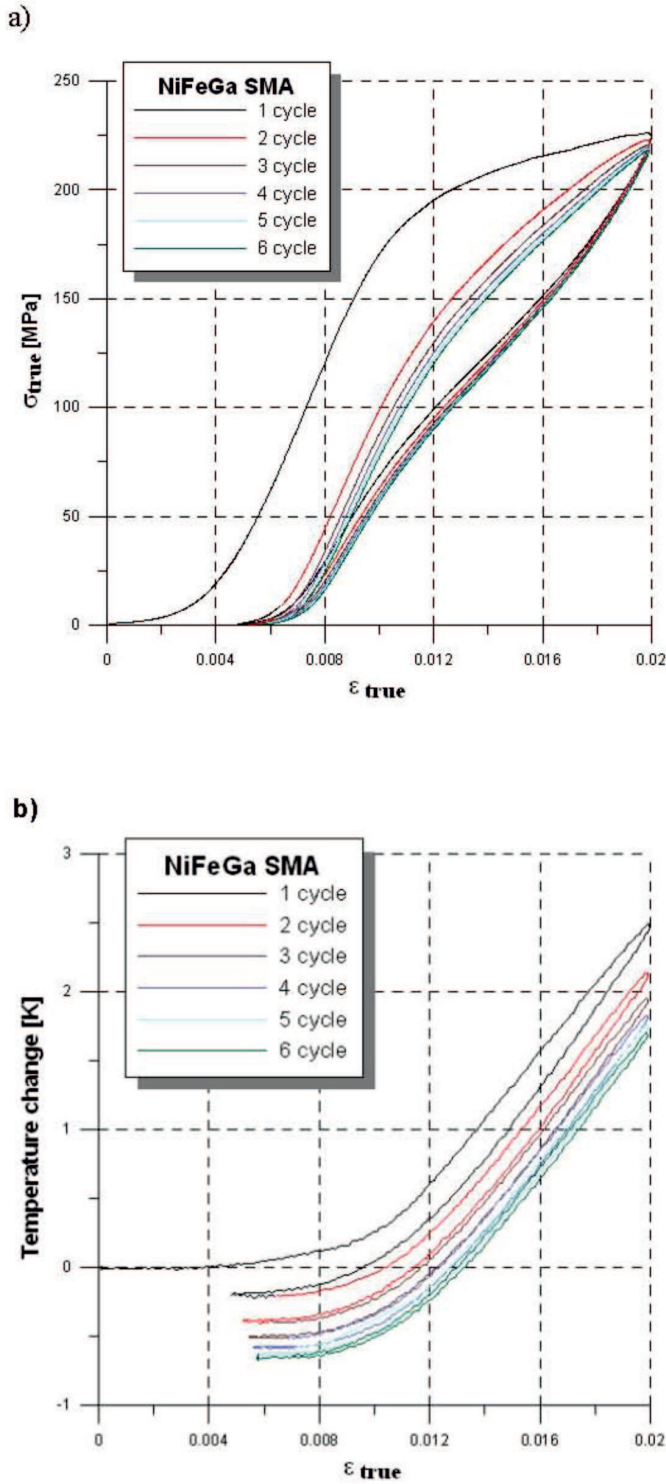 a)
250
200
150
100
50
0
σtrue [MPa]
NiFeGa SMA
1 cycle
2 cycle
3 cycle
4 cycle
5 cycle
6 cycle
0 0.004 0.008 0.012 0.016 0.02
ε true
b)
3
2
1
0
-1
Temperature change [K]
NiFeGa SMA
1 cycle
2 cycle
3 cycle
4 cycle
5 cycle
6 cycle
0 0.004 0.008 0.012 0.016 0.02
ε true